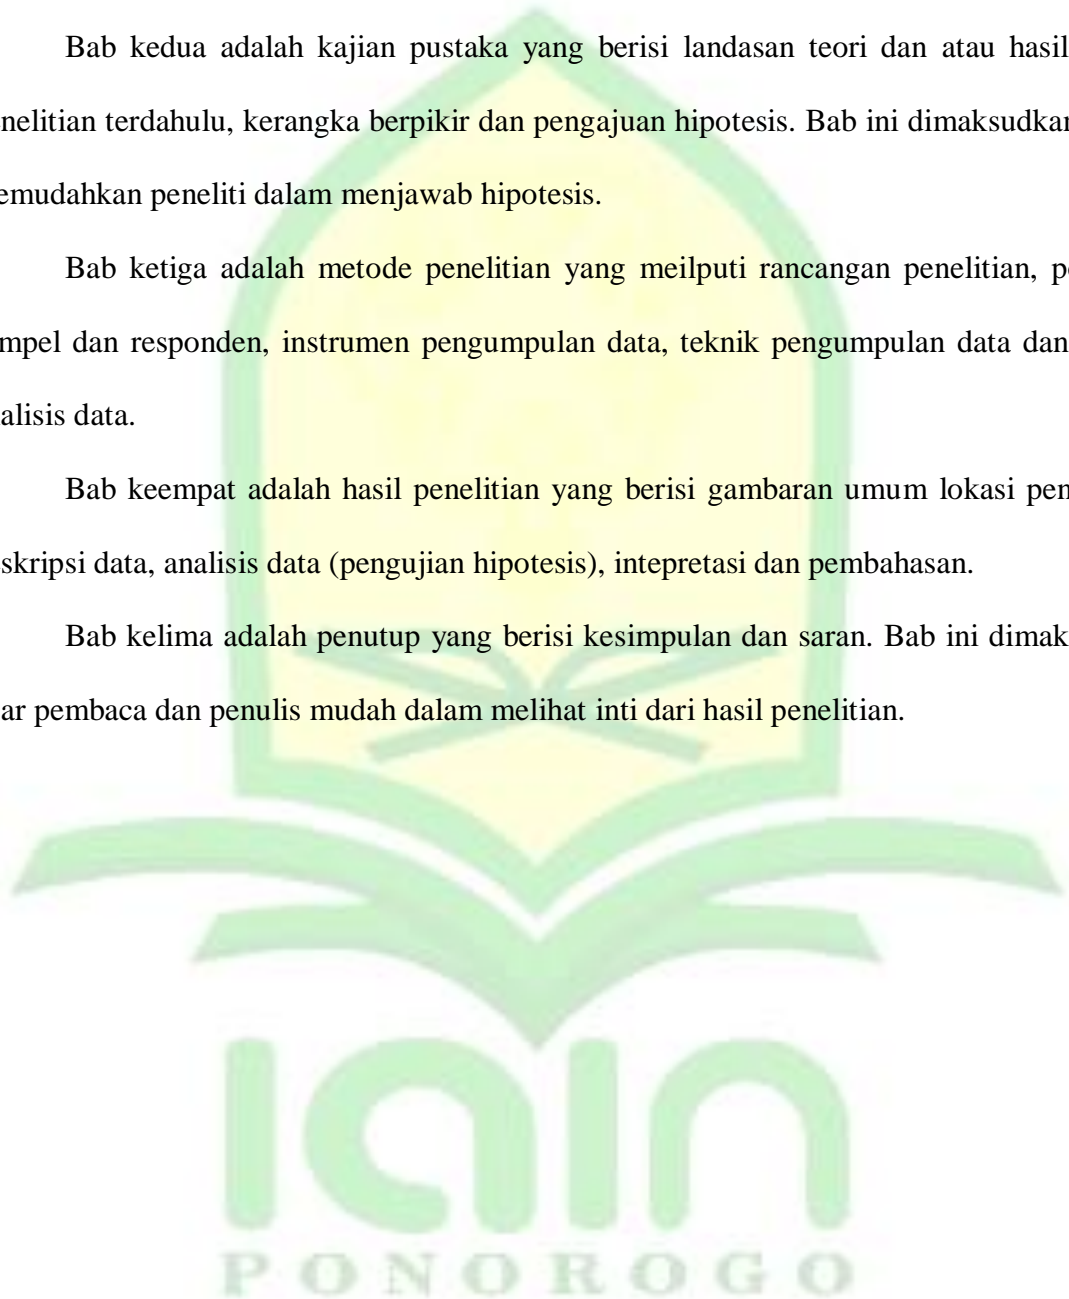 Bab kedua adalah kajian pustaka yang berisi landasan teori dan atau hasil
nelitian terdahulu, kerangka berpikir dan pengajuan hipotesis. Bab ini dimaksudkan
emudahkan peneliti dalam menjawab hipotesis.
Bab ketiga adalah metode penelitian yang meilputi rancangan penelitian,
mpel dan responden, instrumen pengumpulan data, teknik pengumpulan data dan
alisis data.
Bab keempat adalah hasil penelitian yang berisi gambaran umum lokasi pen
skripsi data, analisis data (pengujian hipotesis), intepretasi dan pembahasan.
Bab kelima adalah penutup yang berisi kesimpulan dan saran. Bab ini dimak
ar pembaca dan penulis mudah dalam melihat inti dari hasil penelitian.
IAIN
PONOROGO